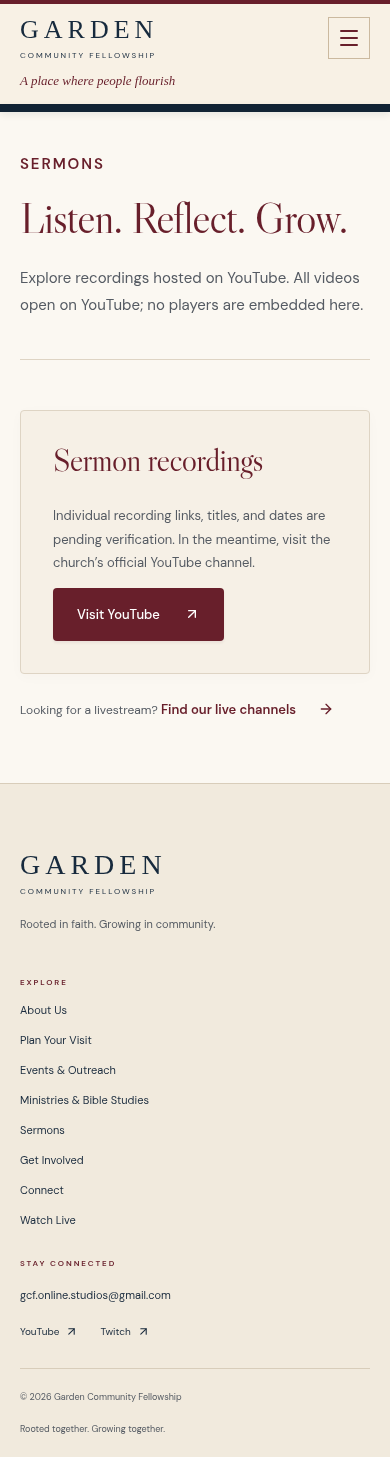 GARDEN
COMMUNITY FELLOWSHIP
A place where people flourish
SERMONS
Listen. Reflect. Grow.
Explore recordings hosted on YouTube. All videos
open on YouTube; no players are embedded here.
Sermon recordings
Individual recording links, titles, and dates are
pending verification. In the meantime, visit the
church’s official YouTube channel.
Visit YouTube
Looking for a livestream? Find our live channels
GARDEN
COMMUNITY FELLOWSHIP
Rooted in faith. Growing in community.
EXPLORE
About Us
Plan Your Visit
Events & Outreach
Ministries & Bible Studies
Sermons
Get Involved
Connect
Watch Live
STAY CONNECTED
gcf.online.studios@gmail.com
YouTube Twitch
© 2026 Garden Community Fellowship
Rooted together. Growing together.